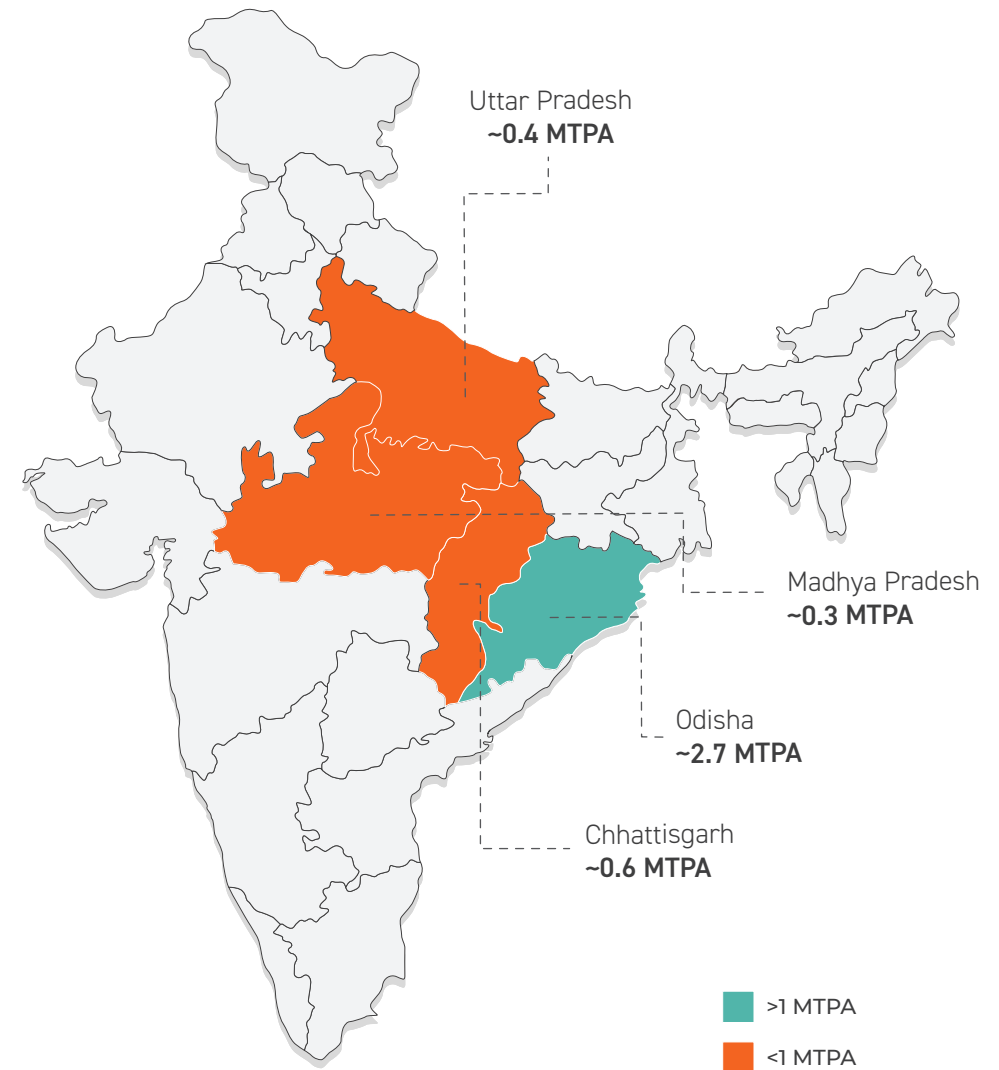 Uttar Pradesh
~0.4 MTPA
Madhya Pradesh
~0.3 MTPA
Odisha
~2.7 MTPA
Chhattisgarh
~0.6 MTPA
>1 MTPA
<1 MTPA